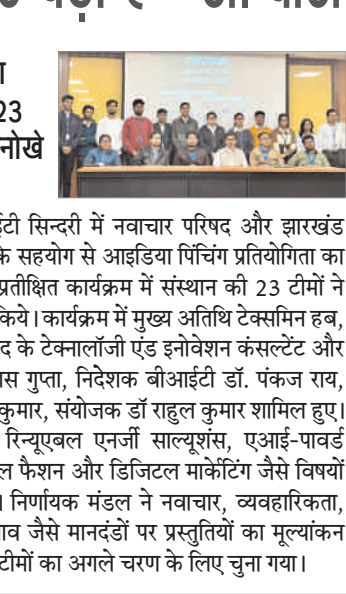 23
नोखे
टी सिन्दरी में नवाचार परिषद और झारखंड
के सहयोग से आइडिया पिंचिंग प्रतियोगिता का
प्रतीक्षित कार्यक्रम में संस्थान की 23 टीमों ने
किये। कार्यक्रम में मुख्य अतिथि टेक्समिन हब,
द के टेक्नालॉजी एंड इनोवेशन कंसल्टेंट और
स गुप्ता, निदेशक बीआईटी डॉ. पंकज राय,
कुमार, संयोजक डॉ राहुल कुमार शामिल हुए।
रिन्यूएबल एनर्जी साल्यूशंस, एआई-पावर्ड
ल फैशन और डिजिटल मार्केटिंग जैसे विषयों
। निर्णायक मंडल ने नवाचार, व्यवहारिकता,
व जैसे मानदंडों पर प्रस्तुतियों का मूल्यांकन
टीमों का अगले चरण के लिए चुना गया।